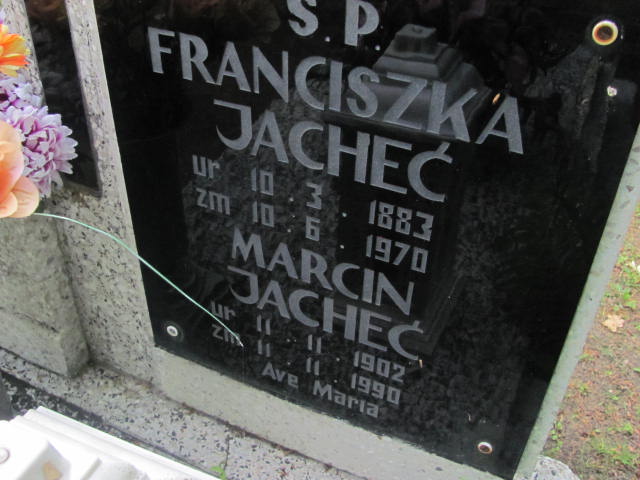 Ś.P.
FRANCISZKA
JACHEĆ
ur 10.3.1883
zm 10.6.1970
MARCIN
JACHEĆ
ur 11.11.1902
zm 11.11.1990
Ave Maria